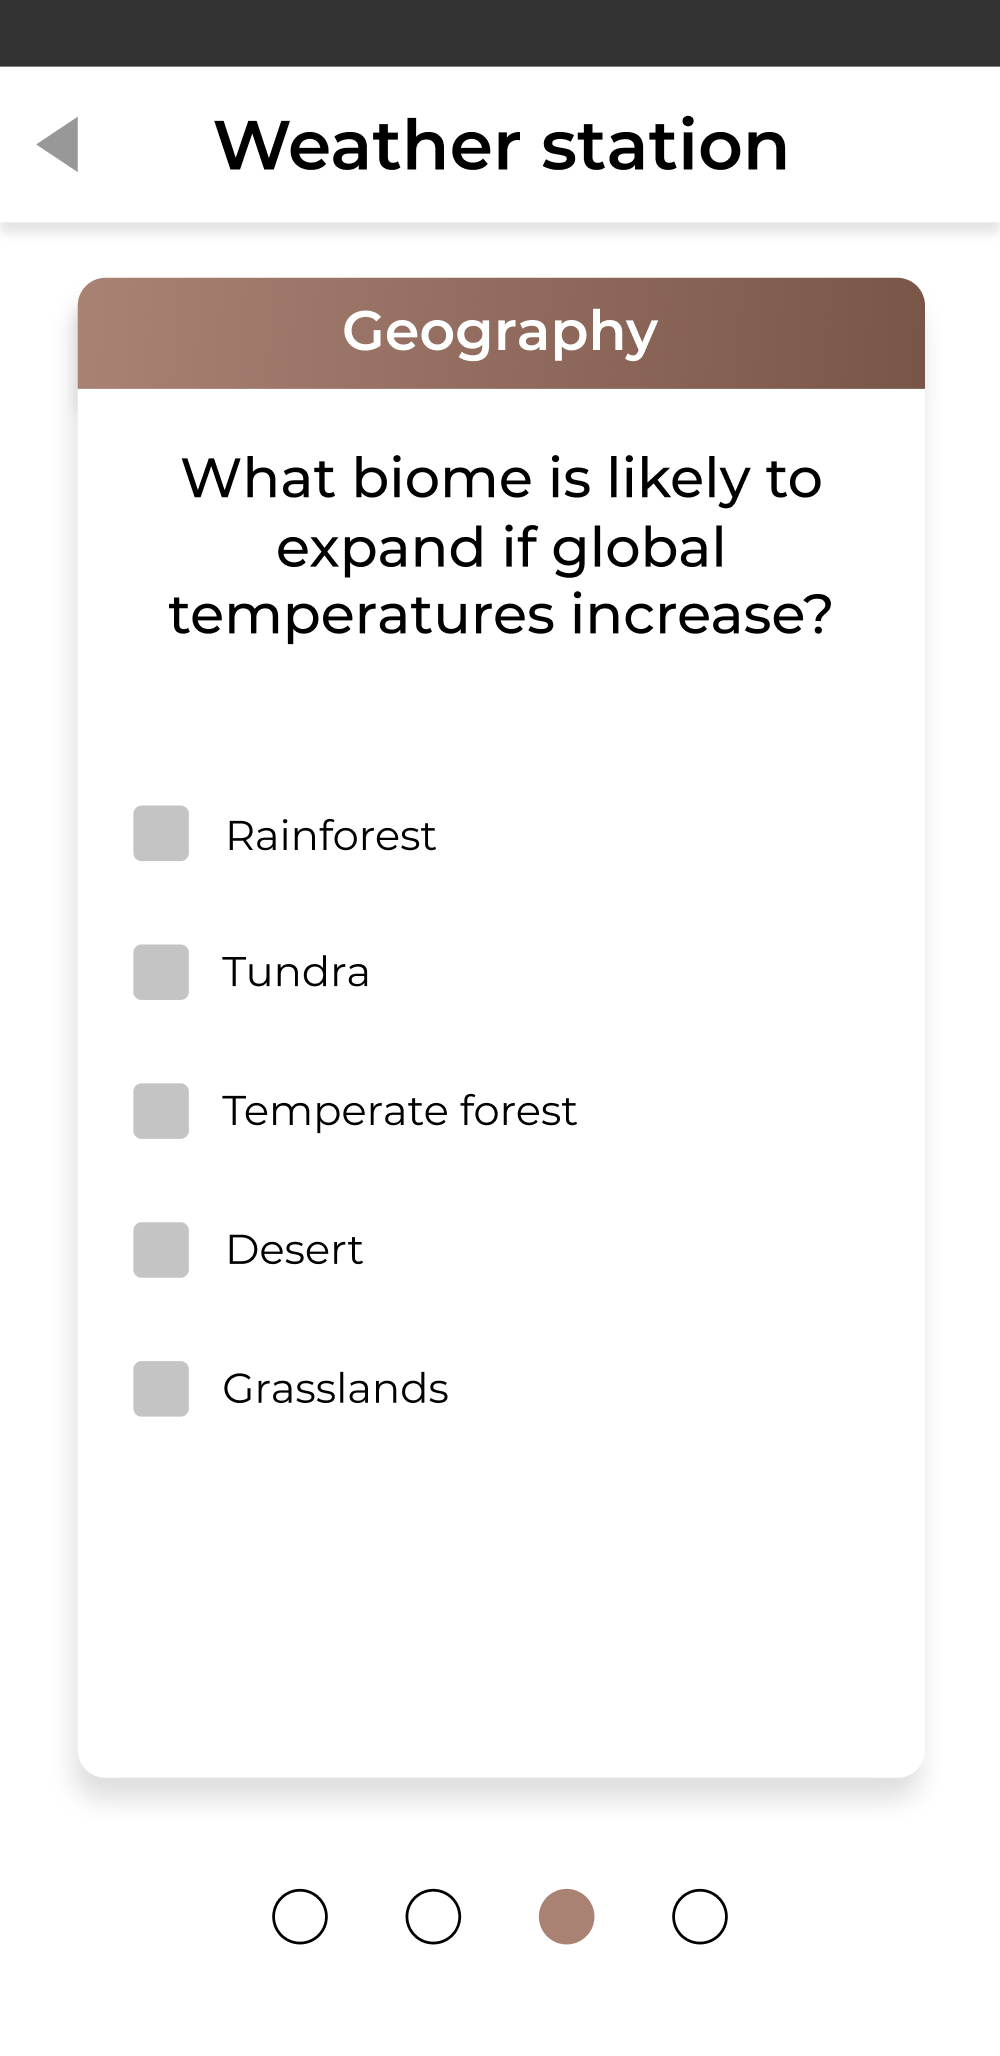 Weather station
Geography
What biome is likely to
expand if global
temperatures increase?
Rainforest
Tundra
Temperate forest
Desert
Grasslands